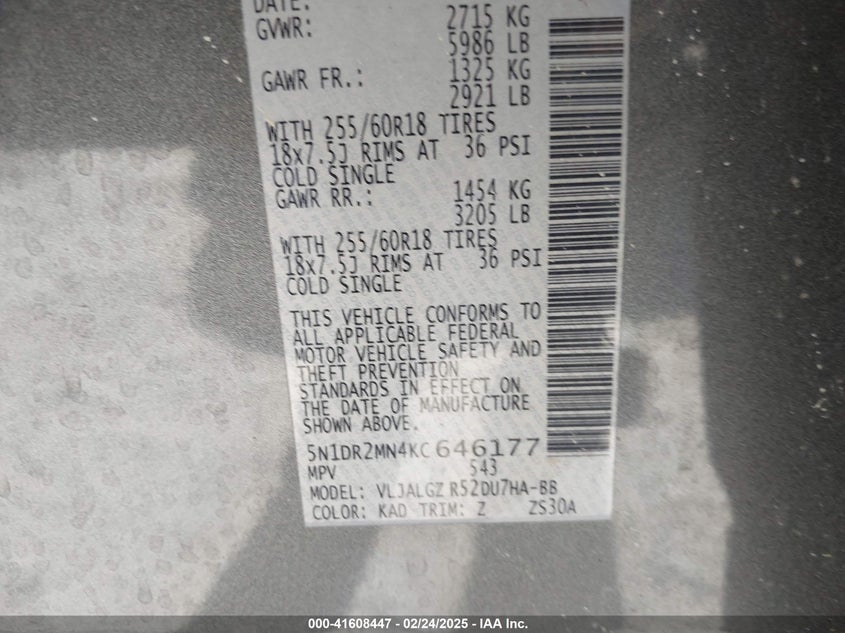 DATE:
GVWR: 2715 KG
5986 LB
GAWR FR.: 1325 KG
2921 LB
WITH 255/60R18 TIRES
18x7.5J RIMS AT 36 PSI
COLD SINGLE
GAWR RR.: 1454 KG
3205 LB
WITH 255/60R18 TIRES
18x7.5J RIMS AT 36 PSI
COLD SINGLE
THIS VEHICLE CONFORMS TO
ALL APPLICABLE FEDERAL
MOTOR VEHICLE SAFETY AND
THEFT PREVENTION
STANDARDS IN EFFECT ON
THE DATE OF MANUFACTURE
SHOWN ABOVE.
5N1DR2MN4KC646177
MPV 543
MODEL: VLJALGZ R52DU7HA-BB
COLOR: KAD TRIM: Z ZS30A
000-41608447 - 02/24/2025 - IAA Inc.